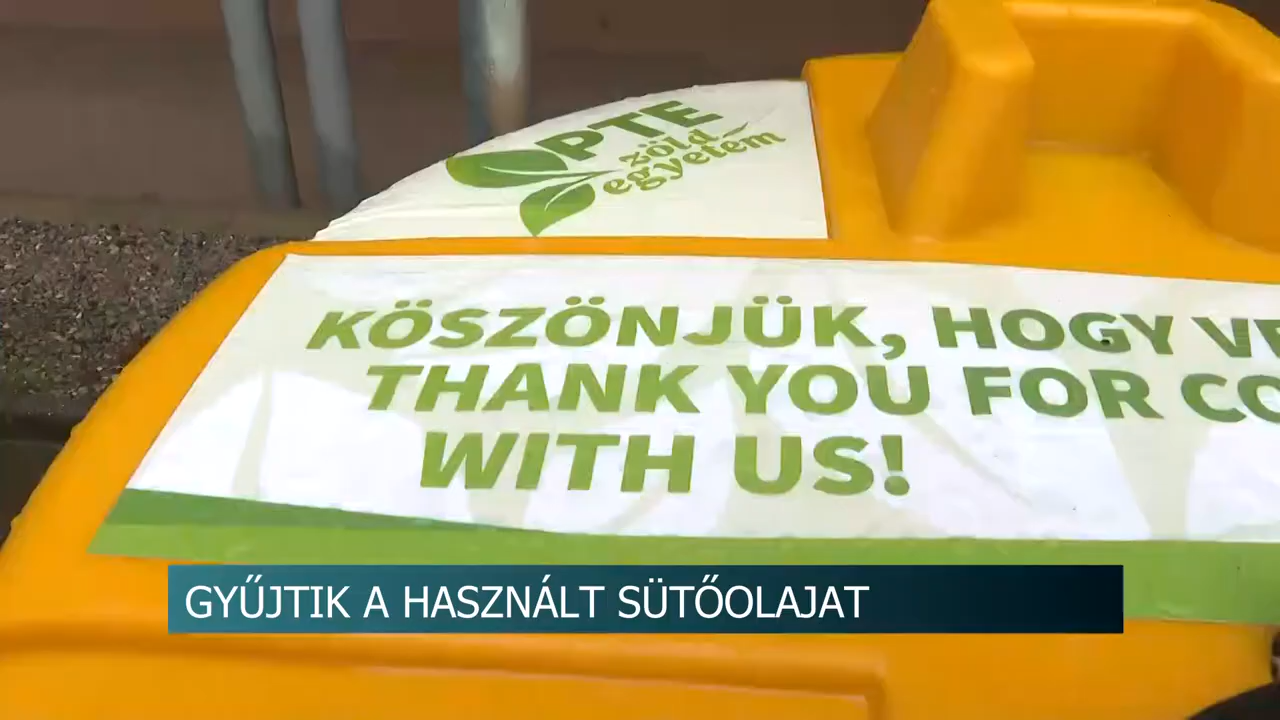 PTE
zöld
egyetem
KÖSZÖNJÜK, HOGY
THANK YOU FOR
WITH US!
GYŰJTIK A HASZNÁLT SÜTŐOLAJAT